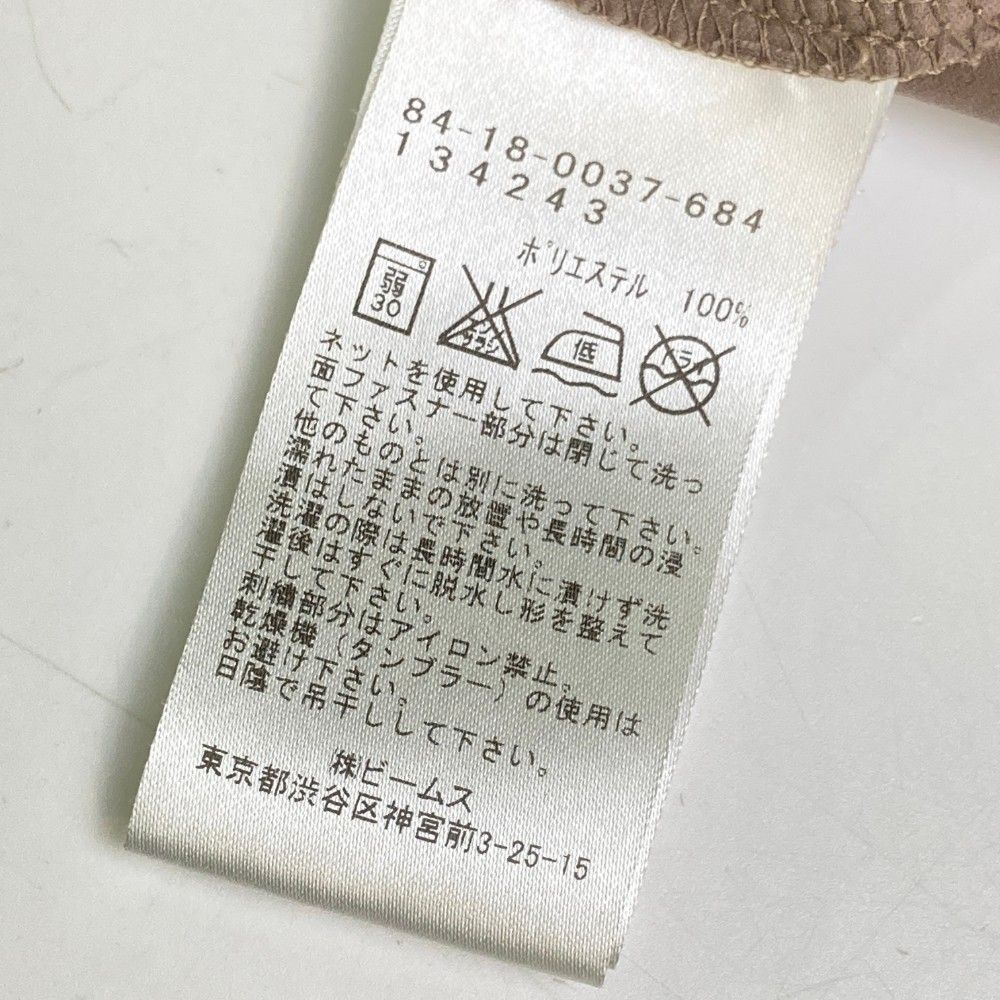 84-18-0037-684
134243
ポリエステル 100%
弱
30
エンソ
サラシ
低
ドライ
ネットを使用して下さい。
面ファスナー部分は閉じて洗っ
て下さい。
他のものとは別に洗って下さい。
濡れたままの放置や長時間の浸
漬はしないで下さい。
洗濯の際は長時間水に漬けず洗
濯後はすぐに脱水し形を整えて
干して下さい。
刺繍部分はアイロン禁止。
乾燥機(タンブラー)の使用は
お避け下さい。
日陰で吊干しして下さい。
㈱ビームス
東京都渋谷区神宮前3-25-15